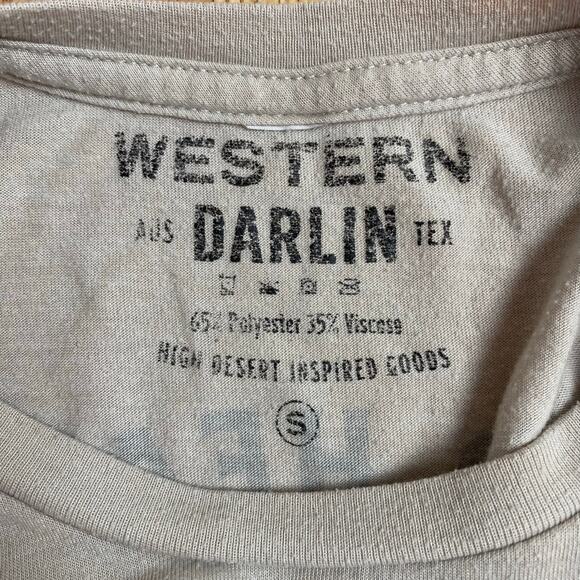 WESTERN
AUS DARLIN TEX
65% Polyester 35% Viscose
HIGH DESERT INSPIRED GOODS
S